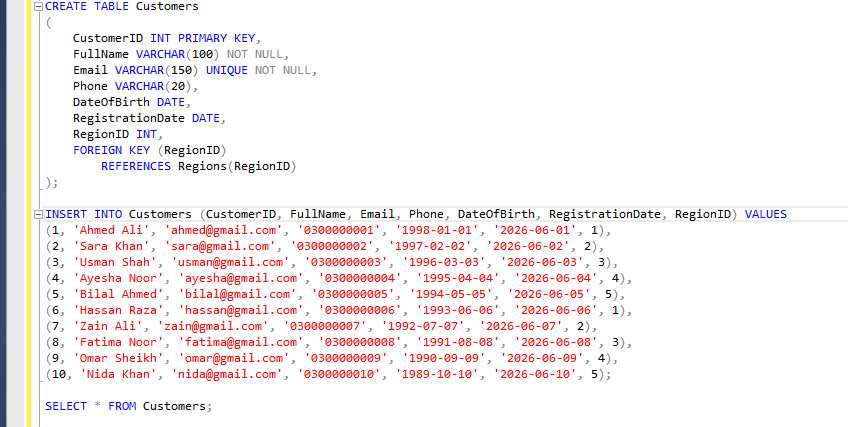 CREATE TABLE Customers
(
    CustomerID INT PRIMARY KEY,
    FullName VARCHAR(100) NOT NULL,
    Email VARCHAR(150) UNIQUE NOT NULL,
    Phone VARCHAR(20),
    DateOfBirth DATE,
    RegistrationDate DATE,
    RegionID INT,
    FOREIGN KEY (RegionID)
        REFERENCES Regions(RegionID)
);
INSERT INTO Customers (CustomerID, FullName, Email, Phone, DateOfBirth, RegistrationDate, RegionID) VALUES
(1, 'Ahmed Ali', 'ahmed@gmail.com', '0300000001', '1998-01-01', '2026-06-01', 1),
(2, 'Sara Khan', 'sara@gmail.com', '0300000002', '1997-02-02', '2026-06-02', 2),
(3, 'Usman Shah', 'usman@gmail.com', '0300000003', '1996-03-03', '2026-06-03', 3),
(4, 'Ayesha Noor', 'ayesha@gmail.com', '0300000004', '1995-04-04', '2026-06-04', 4),
(5, 'Bilal Ahmed', 'bilal@gmail.com', '0300000005', '1994-05-05', '2026-06-05', 5),
(6, 'Hassan Raza', 'hassan@gmail.com', '0300000006', '1993-06-06', '2026-06-06', 1),
(7, 'Zain Ali', 'zain@gmail.com', '0300000007', '1992-07-07', '2026-06-07', 2),
(8, 'Fatima Noor', 'fatima@gmail.com', '0300000008', '1991-08-08', '2026-06-08', 3),
(9, 'Omar Sheikh', 'omar@gmail.com', '0300000009', '1990-09-09', '2026-06-09', 4),
(10, 'Nida Khan', 'nida@gmail.com', '0300000010', '1989-10-10', '2026-06-10', 5);
SELECT * FROM Customers;